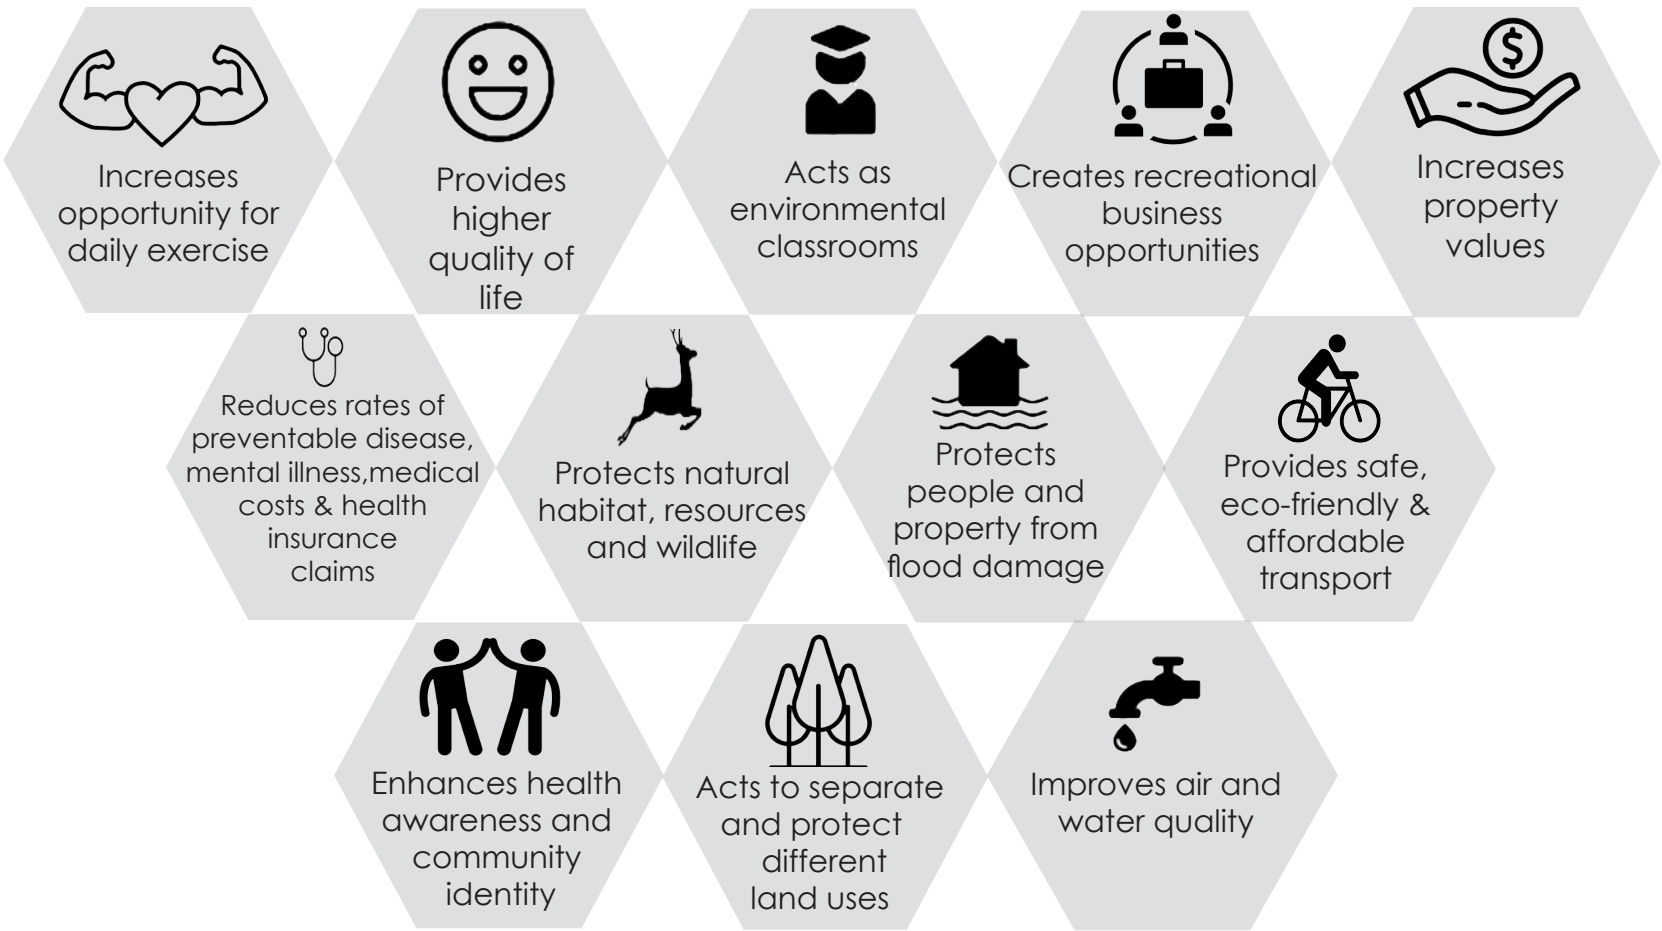 Increases
opportunity for
daily exercise
Provides
higher
quality of
life
Acts as
environmental
classrooms
Creates recreational
business
opportunities
$
Increases
property
values
Reduces rates of
preventable disease,
mental illness,medical
costs & health
insurance
claims
Protects natural
habitat, resources
and wildlife
Protects
people and
property from
flood damage
Provides safe,
eco-friendly &
affordable
transport
Enhances health
awareness and
community
identity
Acts to separate
and protect
different
land uses
Improves air and
water quality